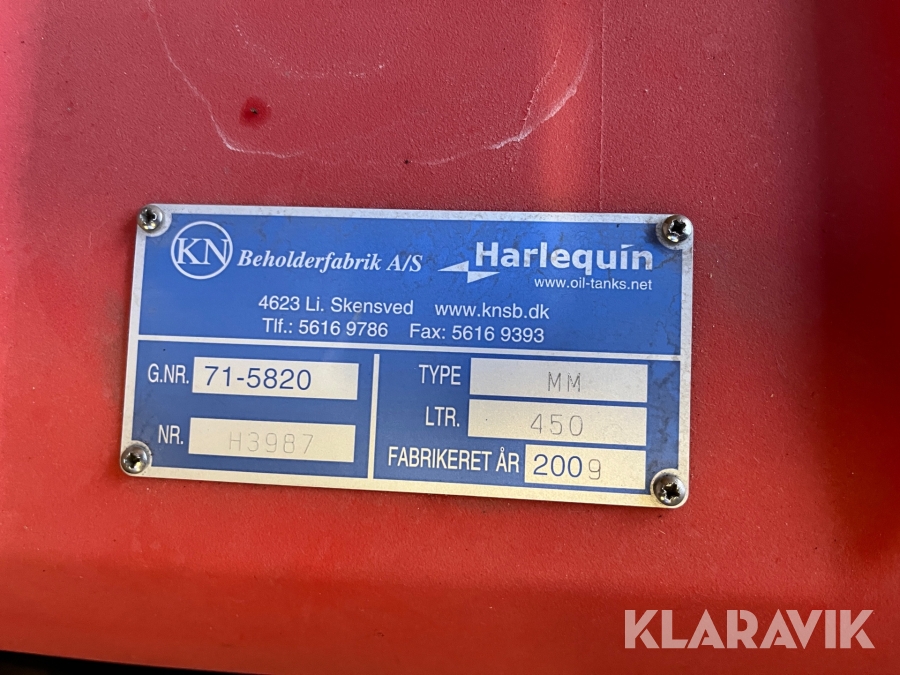 KN Beholderfabrik A/S Harlequin
www.oil-tanks.net
4623 Li. Skensved www.knsb.dk
Tlf.: 5616 9786 Fax: 5616 9393
G.NR. 71-5820
NR. H3987
TYPE MM
LTR. 450
FABRIKERET ÅR 2009
KLARAVIK